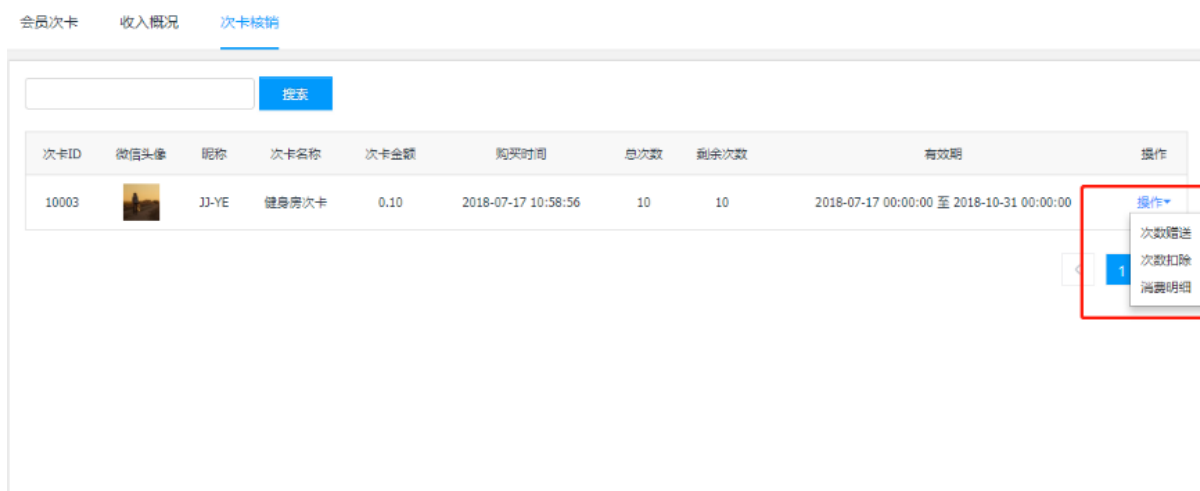 会员次卡 收入概况 次卡核销
搜索
次卡ID 微信头像 昵称 次卡名称 次卡金额 购买时间 总次数 剩余次数 有效期 操作
10003 JJ-YE 健身房次卡 0.10 2018-07-17 10:58:56 10 10 2018-07-17 00:00:00 至 2018-10-31 00:00:00 操作
次数赠送
次数扣除
1
消费明细